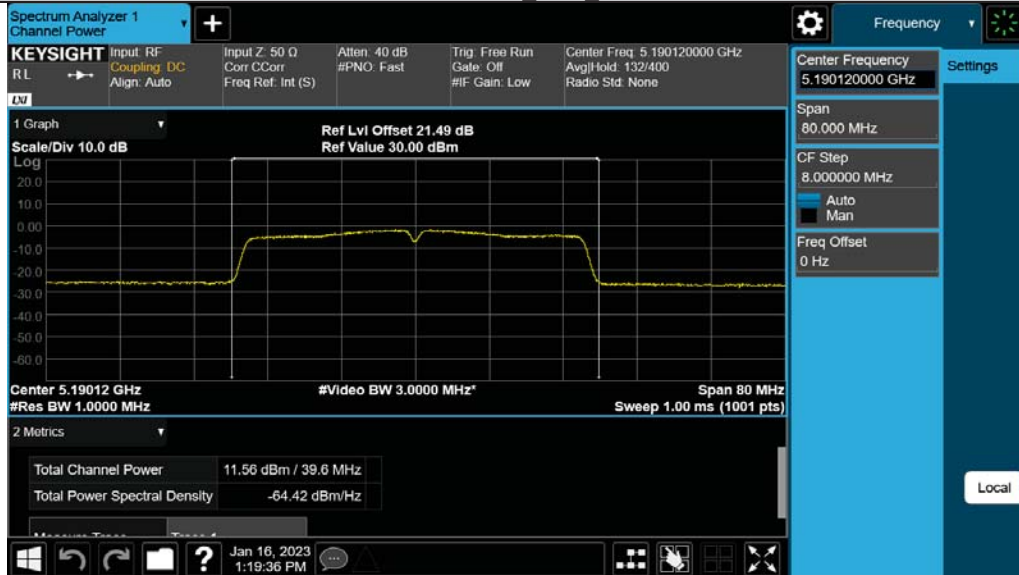 Spectrum Analyzer 1
Channel Power
+
Frequency
KEYSIGHT
RL
LXI
Input: RF
Coupling: DC
Align: Auto
Input Z: 50 Ω
Corr CCorr
Freq Ref: Int (S)
Atten: 40 dB
#PNO: Fast
Trig: Free Run
Gate: Off
#IF Gain: Low
Center Freq: 5.190120000 GHz
Avg|Hold: 132/400
Radio Std: None
Center Frequency
5.190120000 GHz
Settings
Span
80.000 MHz
CF Step
8.000000 MHz
Auto
Man
Freq Offset
0 Hz
Local
1 Graph
Scale/Div 10.0 dB
Ref Lvl Offset 21.49 dB
Ref Value 30.00 dBm
Log
20.0
10.0
0.00
-10.0
-20.0
-30.0
-40.0
-50.0
-60.0
Center 5.19012 GHz
#Video BW 3.0000 MHz*
Span 80 MHz
#Res BW 1.0000 MHz
Sweep 1.00 ms (1001 pts)
2 Metrics
Total Channel Power 11.56 dBm / 39.6 MHz
Total Power Spectral Density -64.42 dBm/Hz
?
Jan 16, 2023
1:19:36 PM